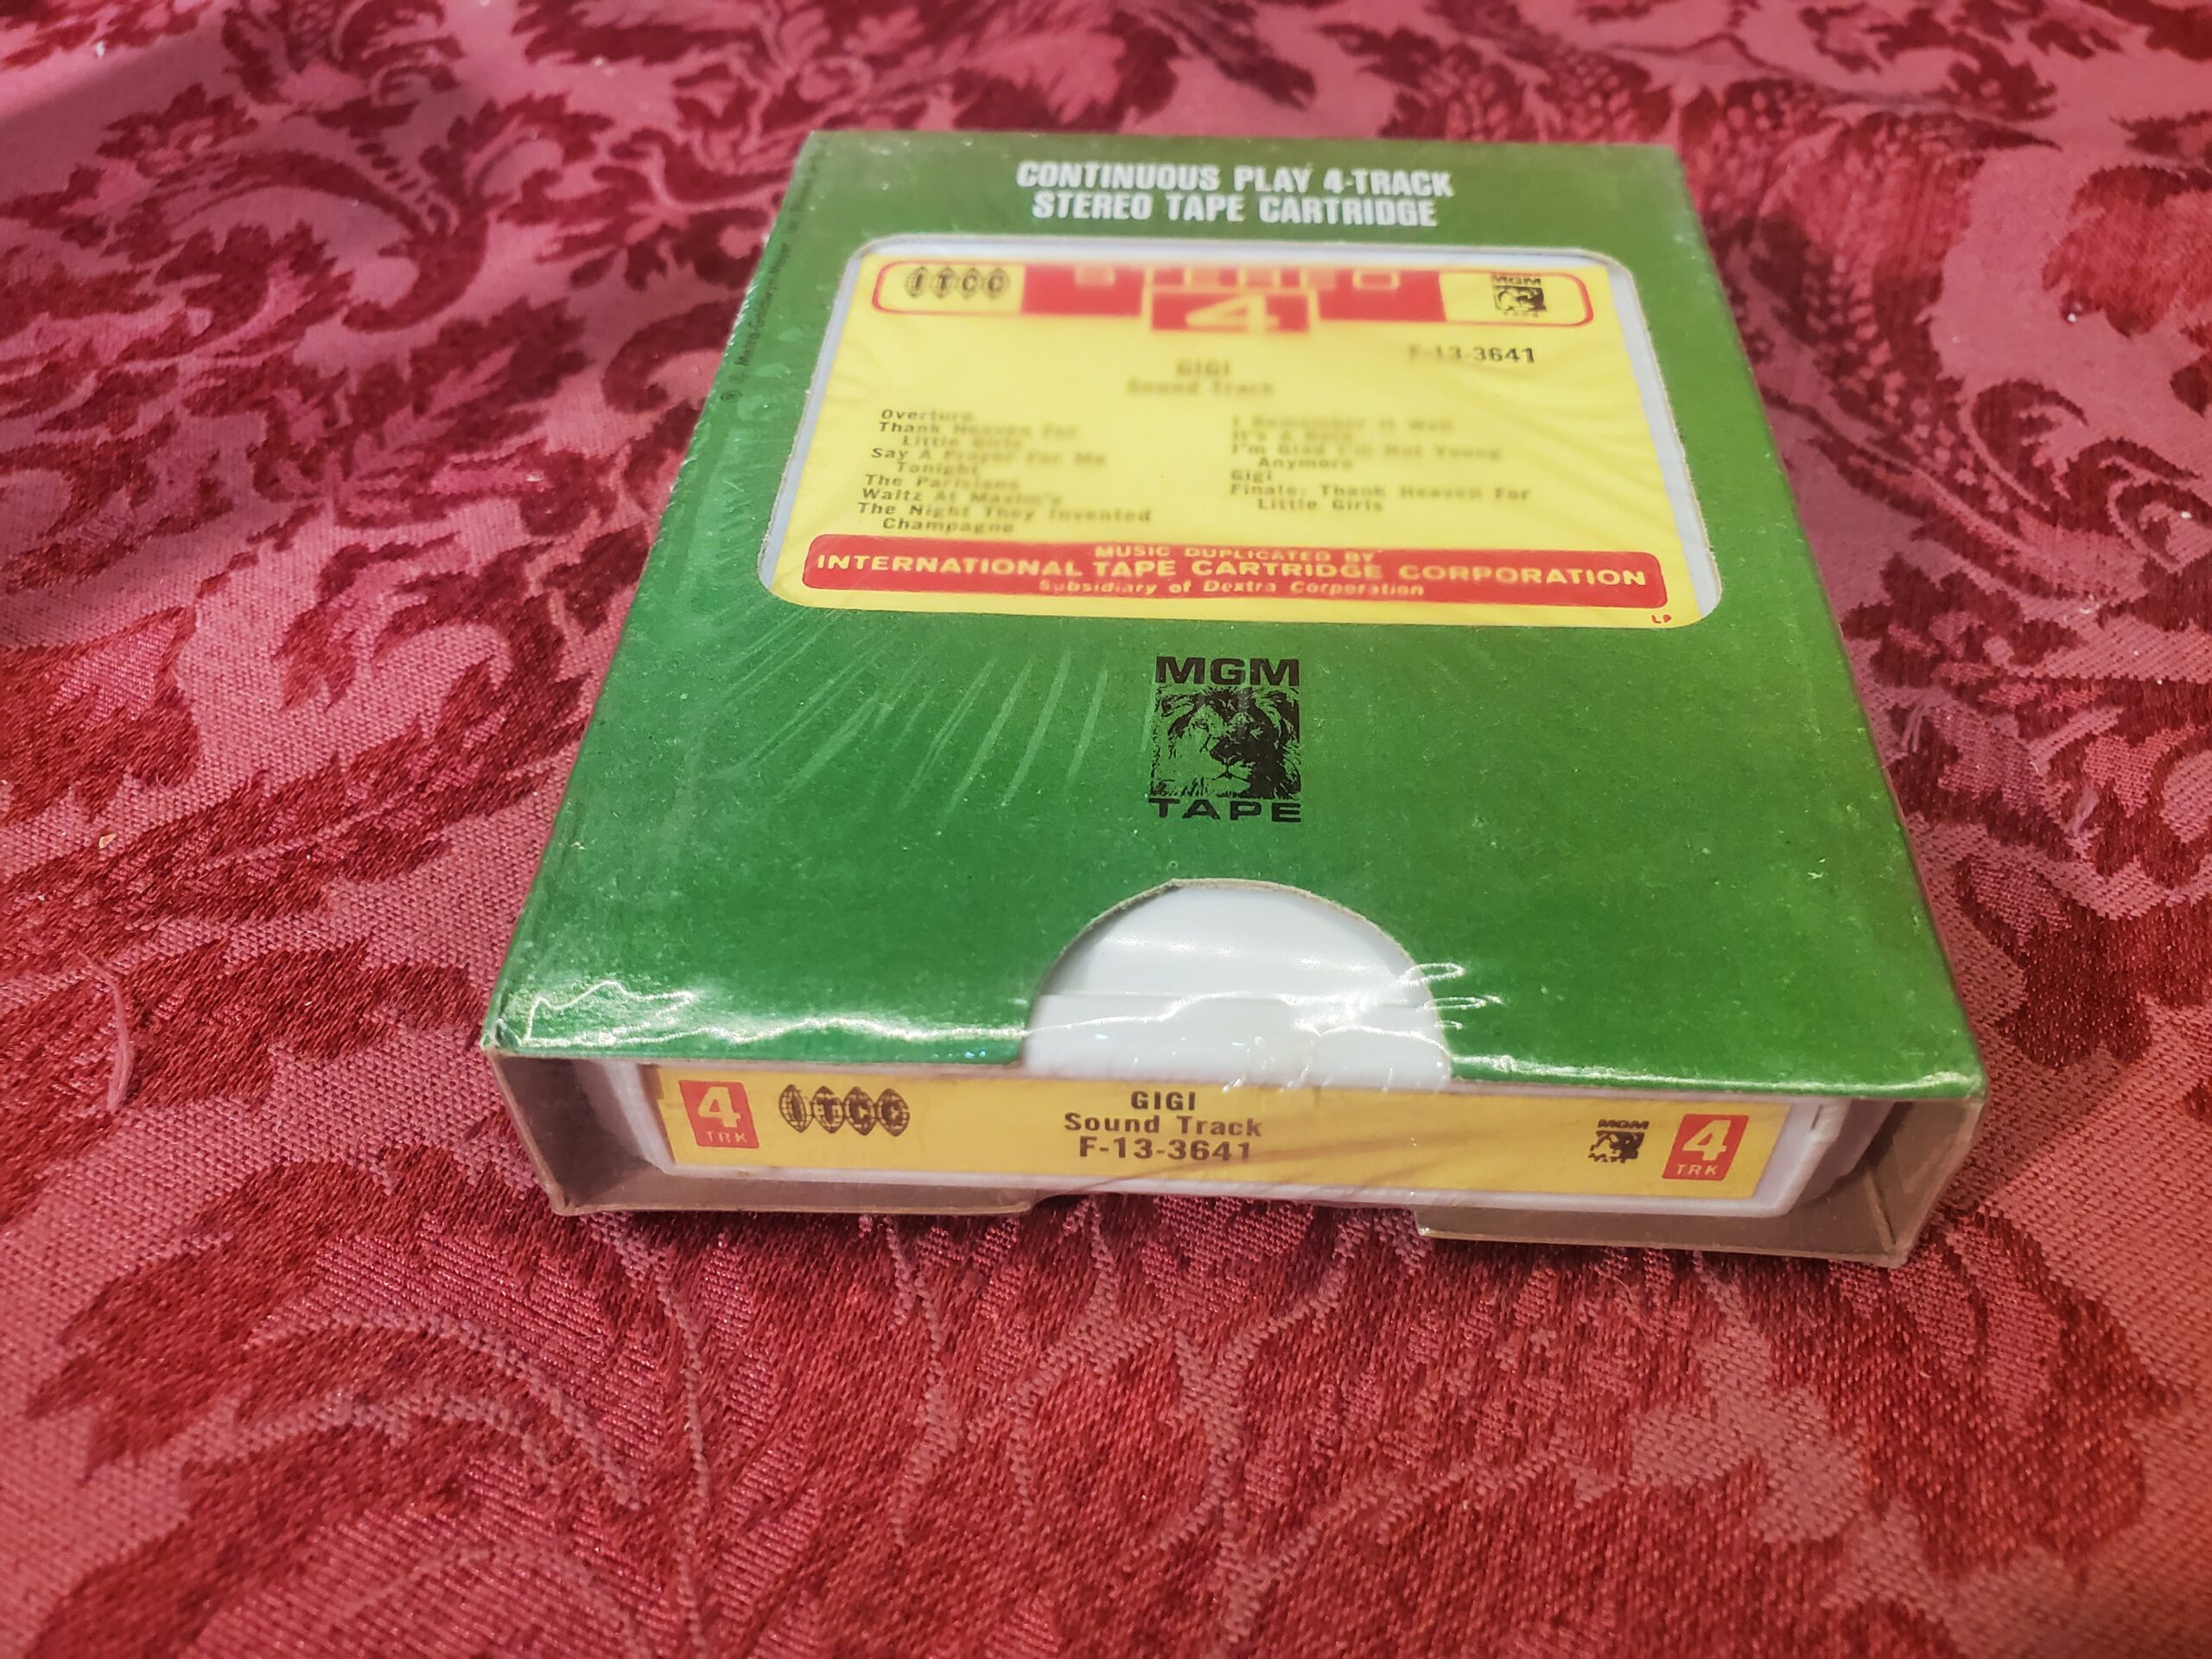 CONTINUOUS PLAY 4-TRACK
STEREO TAPE CARTRIDGE
ITCC
4
MGM
TAPE
F-13-3641
GIGI
Sound Track
Overture
Thank Heaven For
Little Girls
Say A Prayer For Me
Tonight
The Parisians
Waltz At Maxim's
The Night They Invented
Champagne
I Remember It Well
I'm Glad I'm Not Young
Anymore
Gigi
Finale: Thank Heaven For
Little Girls
MUSIC DUPLICATED BY
INTERNATIONAL TAPE CARTRIDGE CORPORATION
Subsidiary of Dextra Corporation
LP
MGM
TAPE
4
TRK
ITCC
GIGI
Sound Track
F-13-3641
MGM
4
TRK